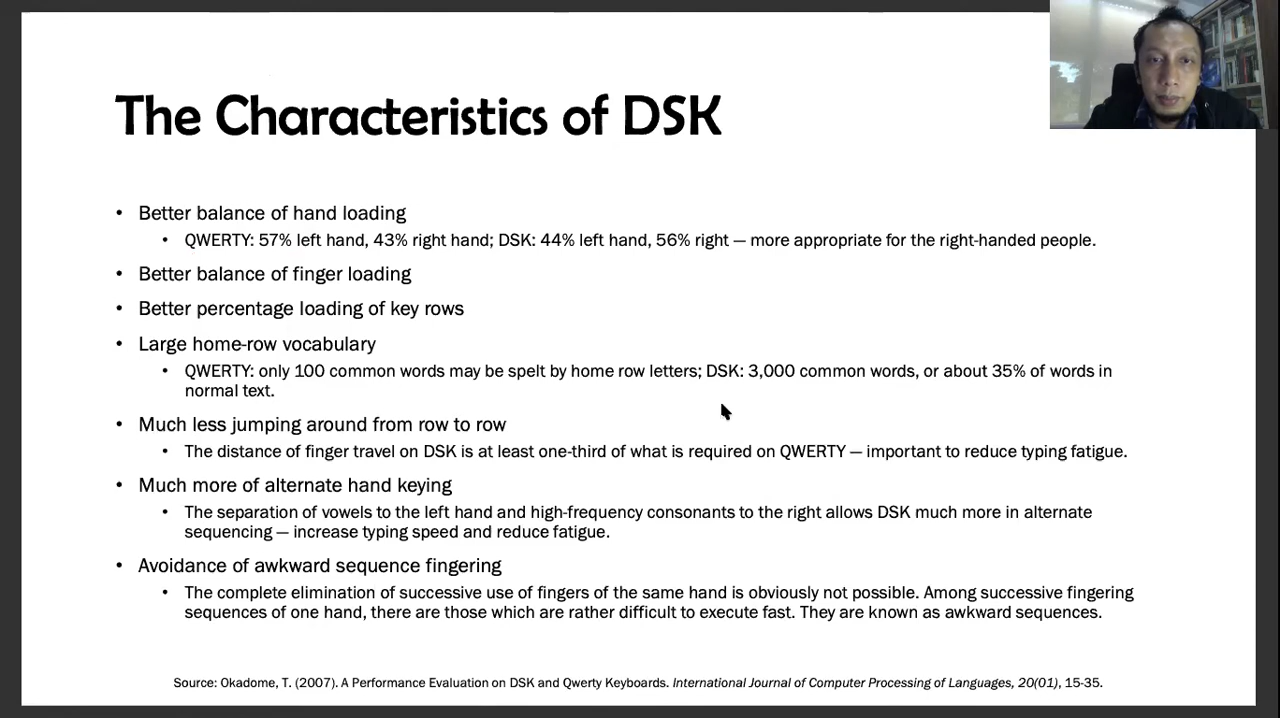 The Characteristics of DSK
• Better balance of hand loading
• QWERTY: 57% left hand, 43% right hand; DSK: 44% left hand, 56% right — more appropriate for the right-handed people.
• Better balance of finger loading
• Better percentage loading of key rows
• Large home-row vocabulary
• QWERTY: only 100 common words may be spelt by home row letters; DSK: 3,000 common words, or about 35% of words in
normal text.
• Much less jumping around from row to row
• The distance of finger travel on DSK is at least one-third of what is required on QWERTY — important to reduce typing fatigue.
• Much more of alternate hand keying
• The separation of vowels to the left hand and high-frequency consonants to the right allows DSK much more in alternate
sequencing — increase typing speed and reduce fatigue.
• Avoidance of awkward sequence fingering
• The complete elimination of successive use of fingers of the same hand is obviously not possible. Among successive fingering
sequences of one hand, there are those which are rather difficult to execute fast. They are known as awkward sequences.
Source: Okadome, T. (2007). A Performance Evaluation on DSK and Qwerty Keyboards. International Journal of Computer Processing of Languages, 20(01), 15-35.